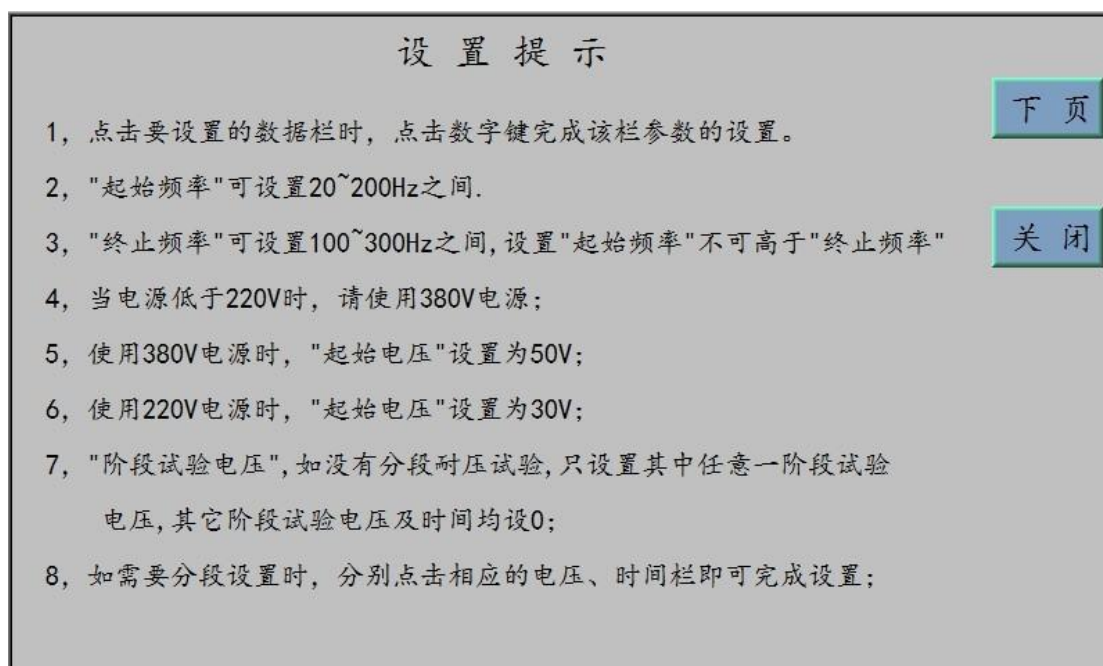 设置提示
下页
1，点击要设置的数据栏时，点击数字键完成该栏参数的设置。
2，"起始频率"可设置20~200Hz之间.
3，"终止频率"可设置100~300Hz之间,设置"起始频率"不可高于"终止频率"
关闭
4，当电源低于220V时，请使用380V电源；
5，使用380V电源时，"起始电压"设置为50V；
6，使用220V电源时，"起始电压"设置为30V；
7，"阶段试验电压",如没有分段耐压试验,只设置其中任意一阶段试验
电压,其它阶段试验电压及时间均设0；
8，如需要分段设置时，分别点击相应的电压、时间栏即可完成设置；